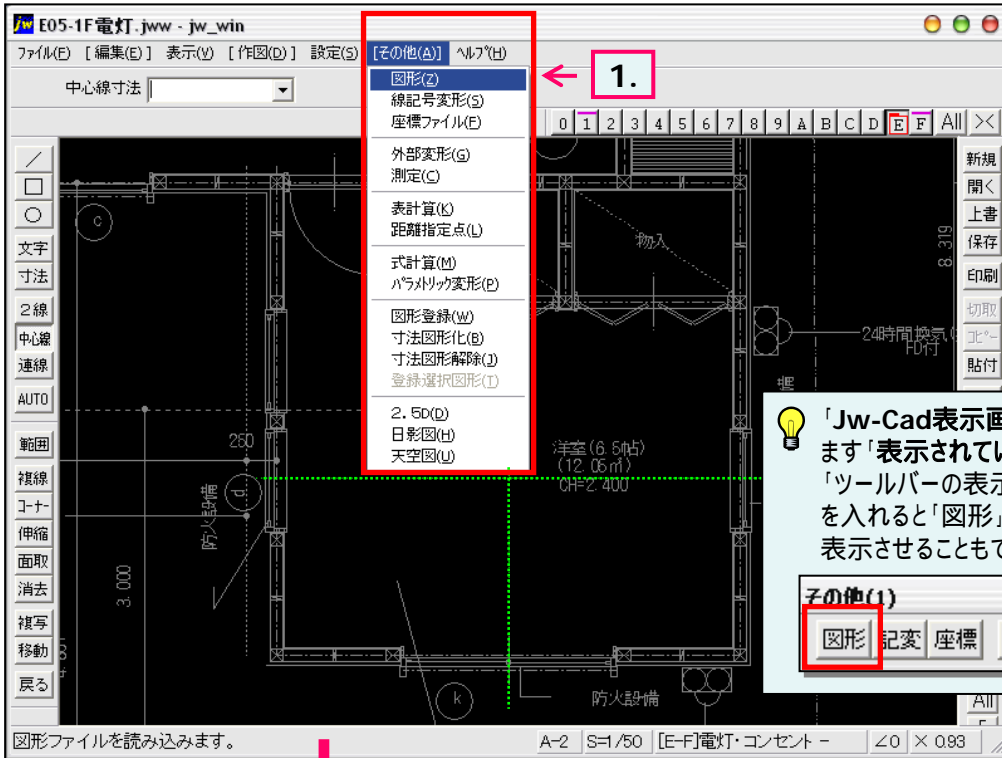 E05-1F電灯.jww - jw_win
ファイル(F) [編集(E)] 表示(V) [作図(D)] 設定(S) [その他(A)] ヘルプ(H)
1.
中心線寸法
図形(Z)
線記号変形(S)
座標ファイル(F)
外部変形(G)
測定(C)
表計算(K)
距離指定点(L)
式計算(M)
パラメトリック変形(P)
図形登録(W)
寸法図形化(B)
寸法図形解除(J)
登録選択図形(T)
2.5D(D)
日影図(H)
天空図(U)
0 1 2 3 4 5 6 7 8 9 A B C D E F All ><
文字
寸法
2線
中心線
連線
AUTO
範囲
複線
コーナー
伸縮
面取
消去
複写
移動
戻る
新規
開く
上書
保存
印刷
切取
コピー
貼付
c
物入
8.319
24時間換気
FD付
250
d
防火設備
3.000
洋室(6.5帖)
(12.06㎡)
CH=2.400
k
防火設備
「Jw-Cad表示画
ます「表示されてい
「ツールバーの表示
を入れると「図形」
表示させることもで
その他(1)
図形 記変 座標
All
図形ファイルを読み込みます。
A-2 S=1/50 [E-F]電灯・コンセント - ∠0 × 0.93